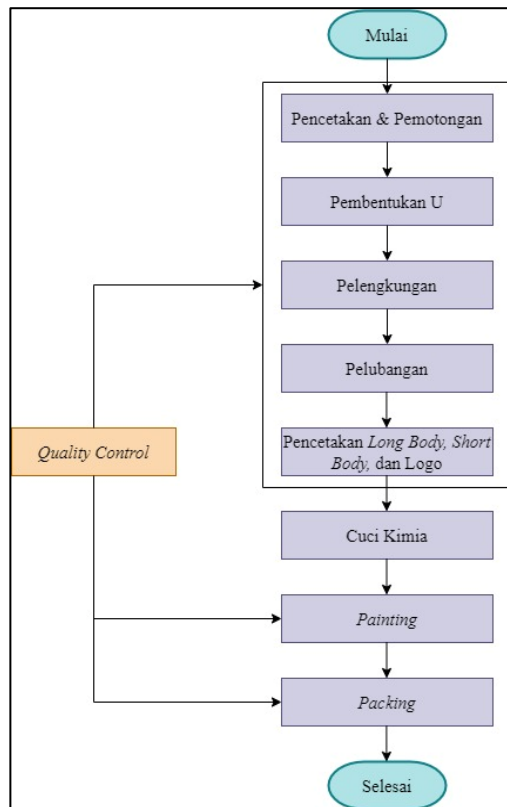 Mulai
Pencetakan & Pemotongan
Pembentukan U
Pelengkungan
Pelubangan
Quality Control
Pencetakan Long Body, Short
Body, dan Logo
Cuci Kimia
Painting
Packing
Selesai